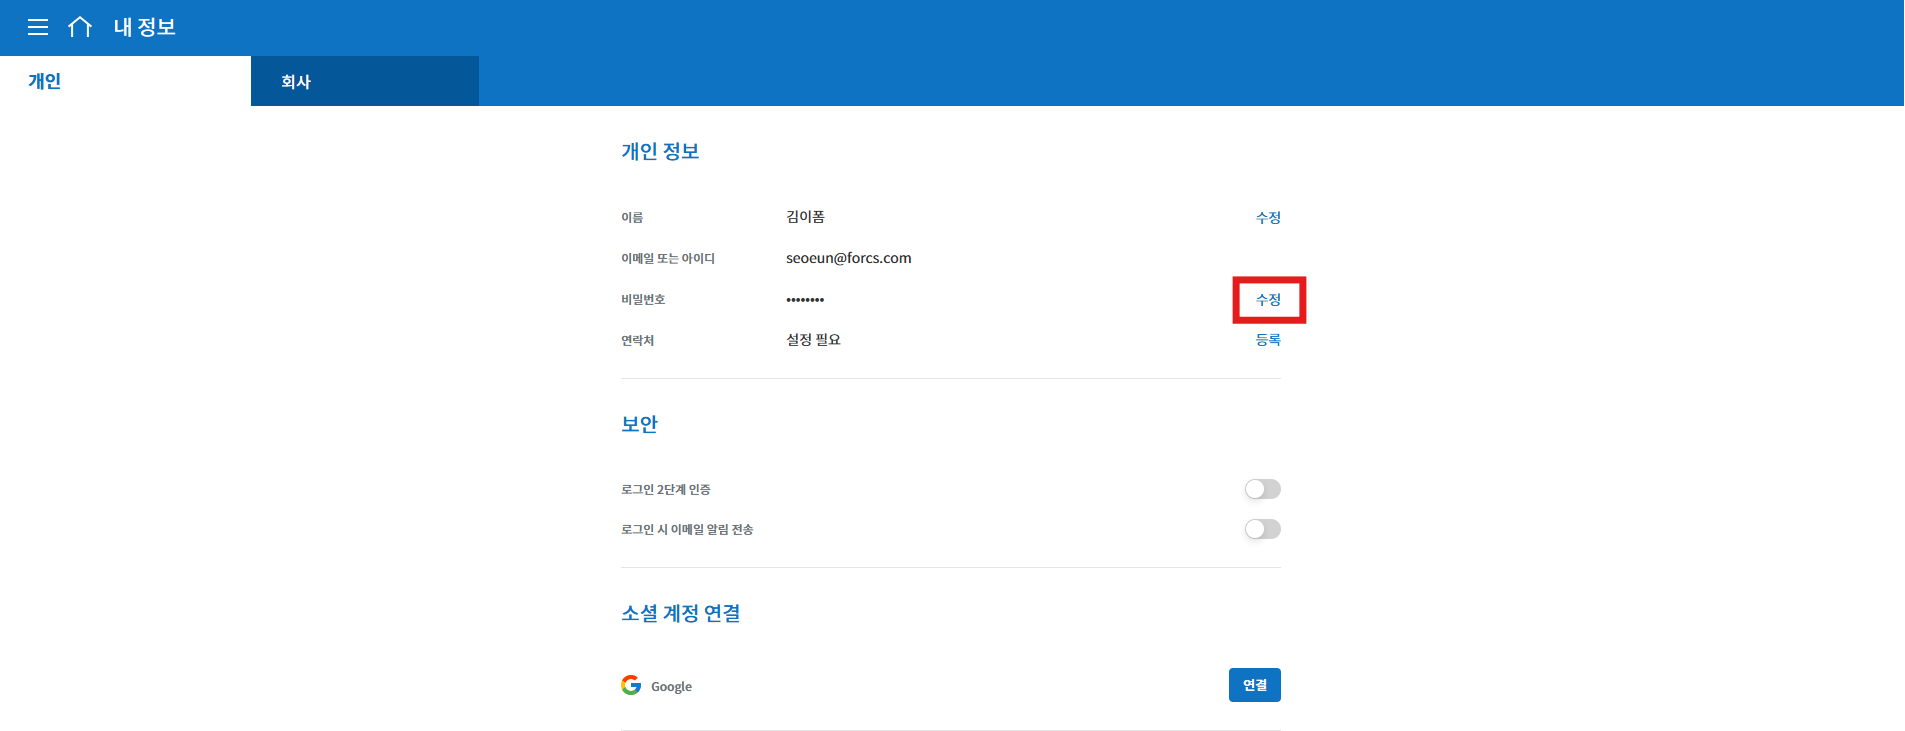 내 정보
개인 회사
개인 정보
이름 김이폼 수정
이메일 또는 아이디 seoeun@forcs.com
비밀번호 •••••••• 수정
연락처 설정 필요 등록
보안
로그인 2단계 인증
로그인 시 이메일 알림 전송
소셜 계정 연결
Google 연결